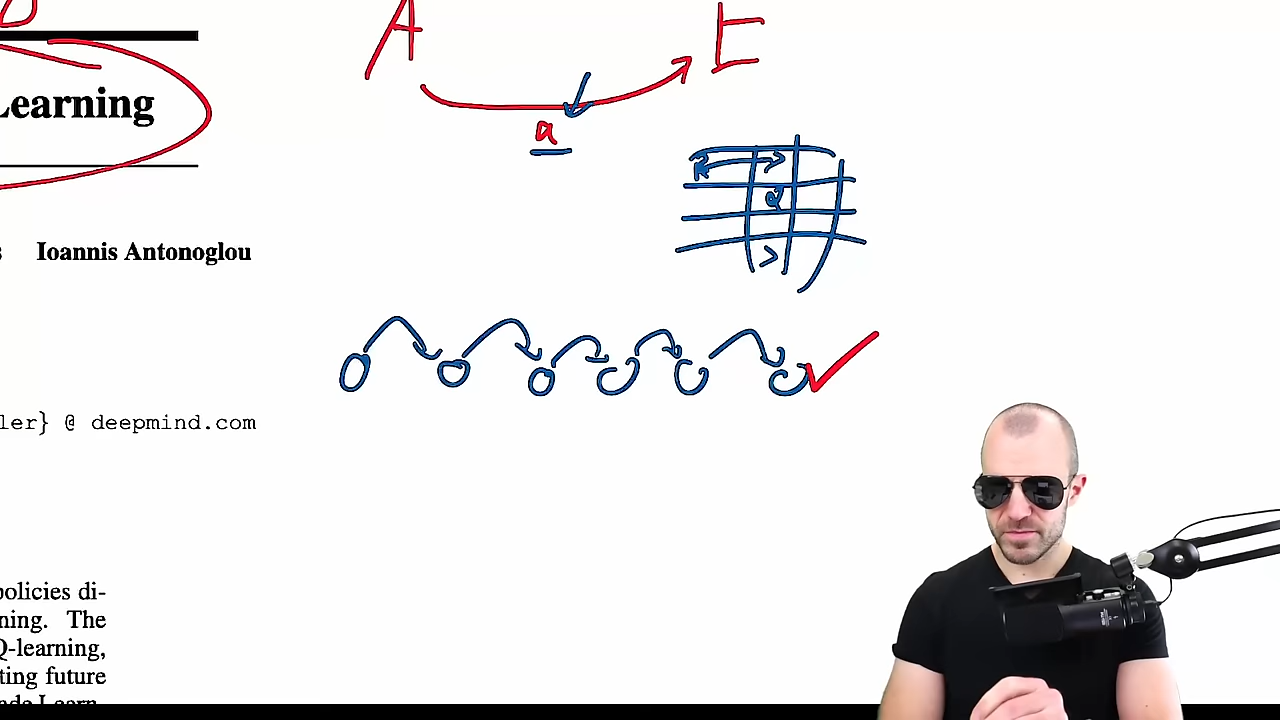 A E
Learning
a
Ioannis Antonoglou
ler} @ deepmind.com
policies di-
ning. The
Q-learning,
ting future